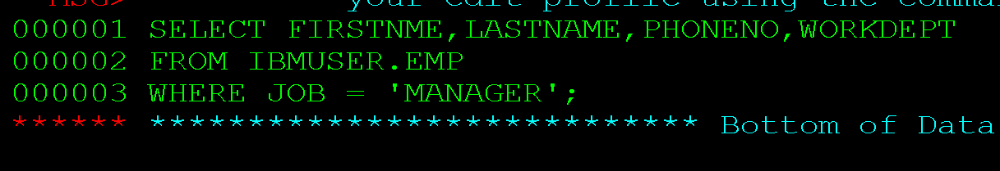 MSG> your edit profile using the comma
000001 SELECT FIRSTNME,LASTNAME,PHONENO,WORKDEPT
000002 FROM IBMUSER.EMP
000003 WHERE JOB = 'MANAGER';
****** **************************** Bottom of Data